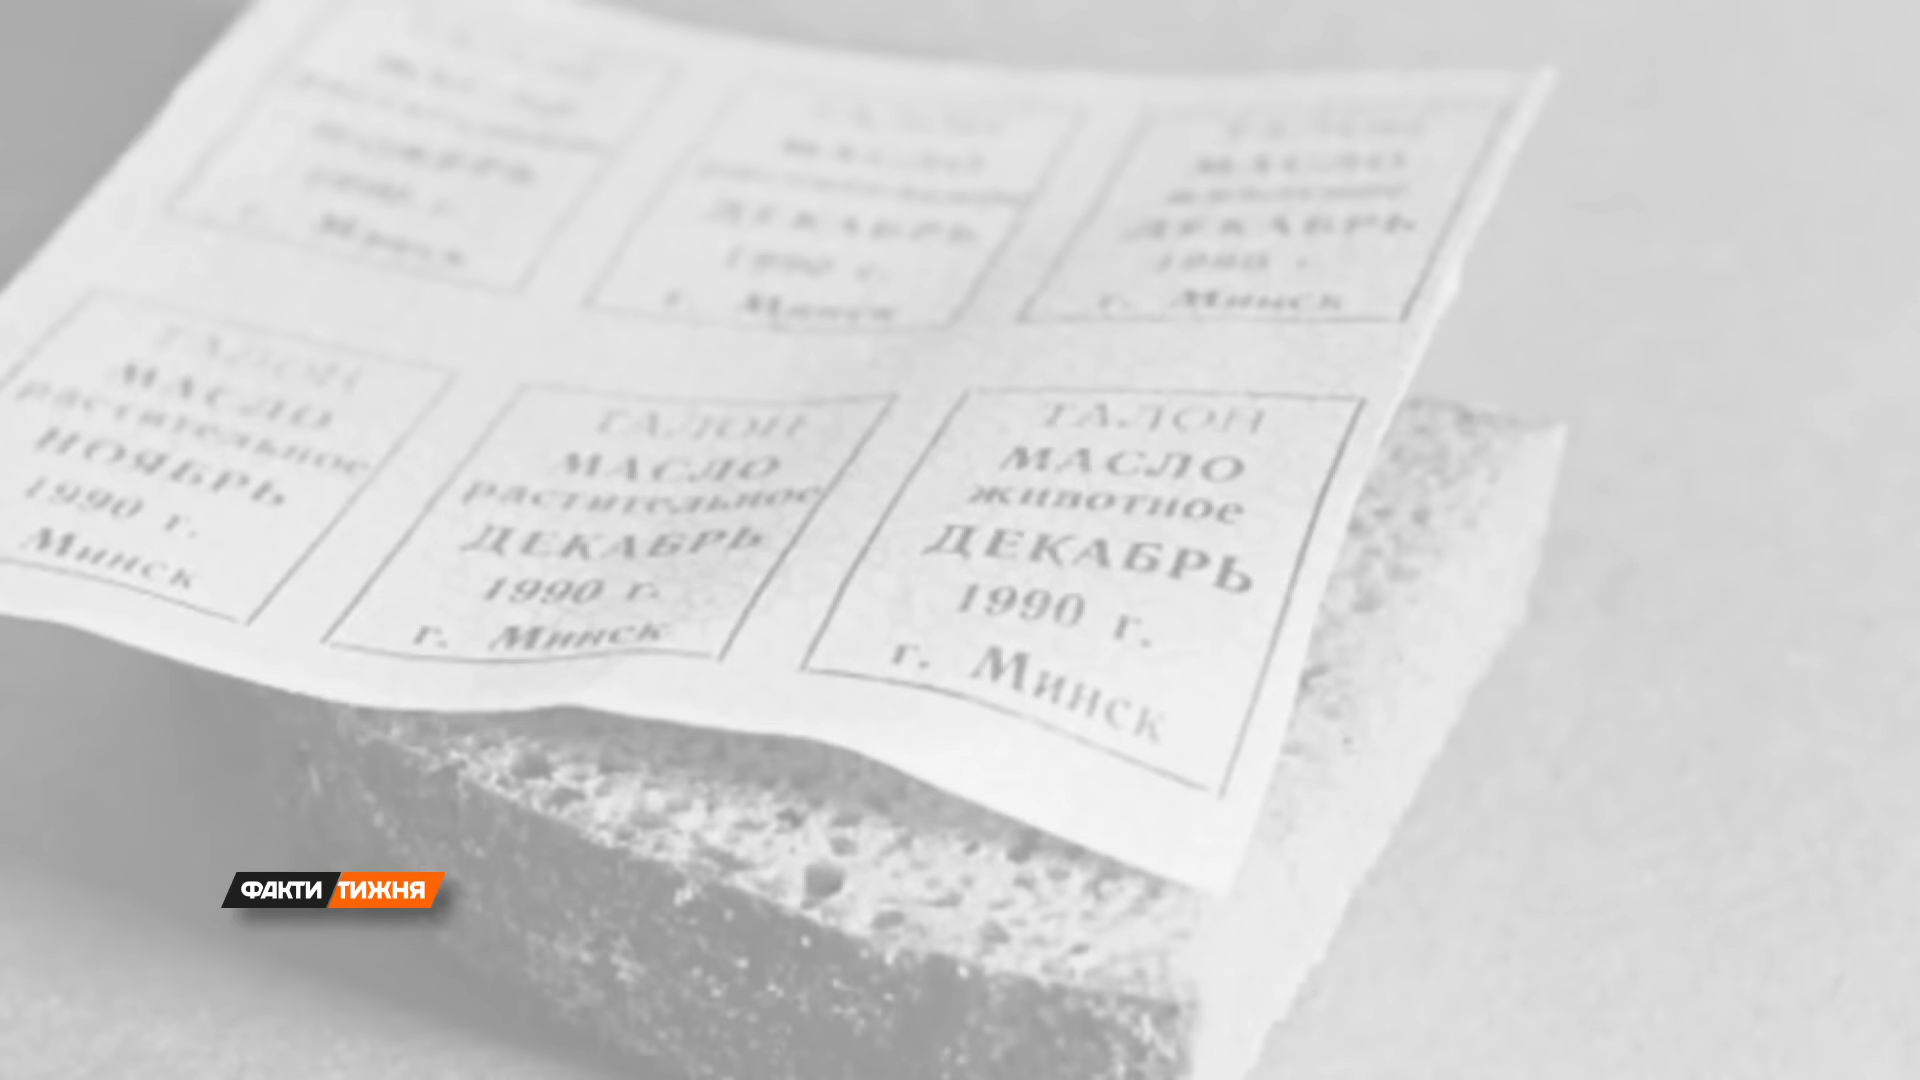 МАСЛО
ДЕКАБРЬ
г. Минск
ТАЛОН
МАСЛО
ДЕКАБРЬ
г. Минск
ТАЛОН
МАСЛО
растительное
НОЯБРЬ
1990 г.
Минск
ТАЛОН
МАСЛО
растительное
ДЕКАБРЬ
1990 г.
г. Минск
ТАЛОН
МАСЛО
животное
ДЕКАБРЬ
1990 г.
г. Минск
ФАКТИ ТИЖНЯ